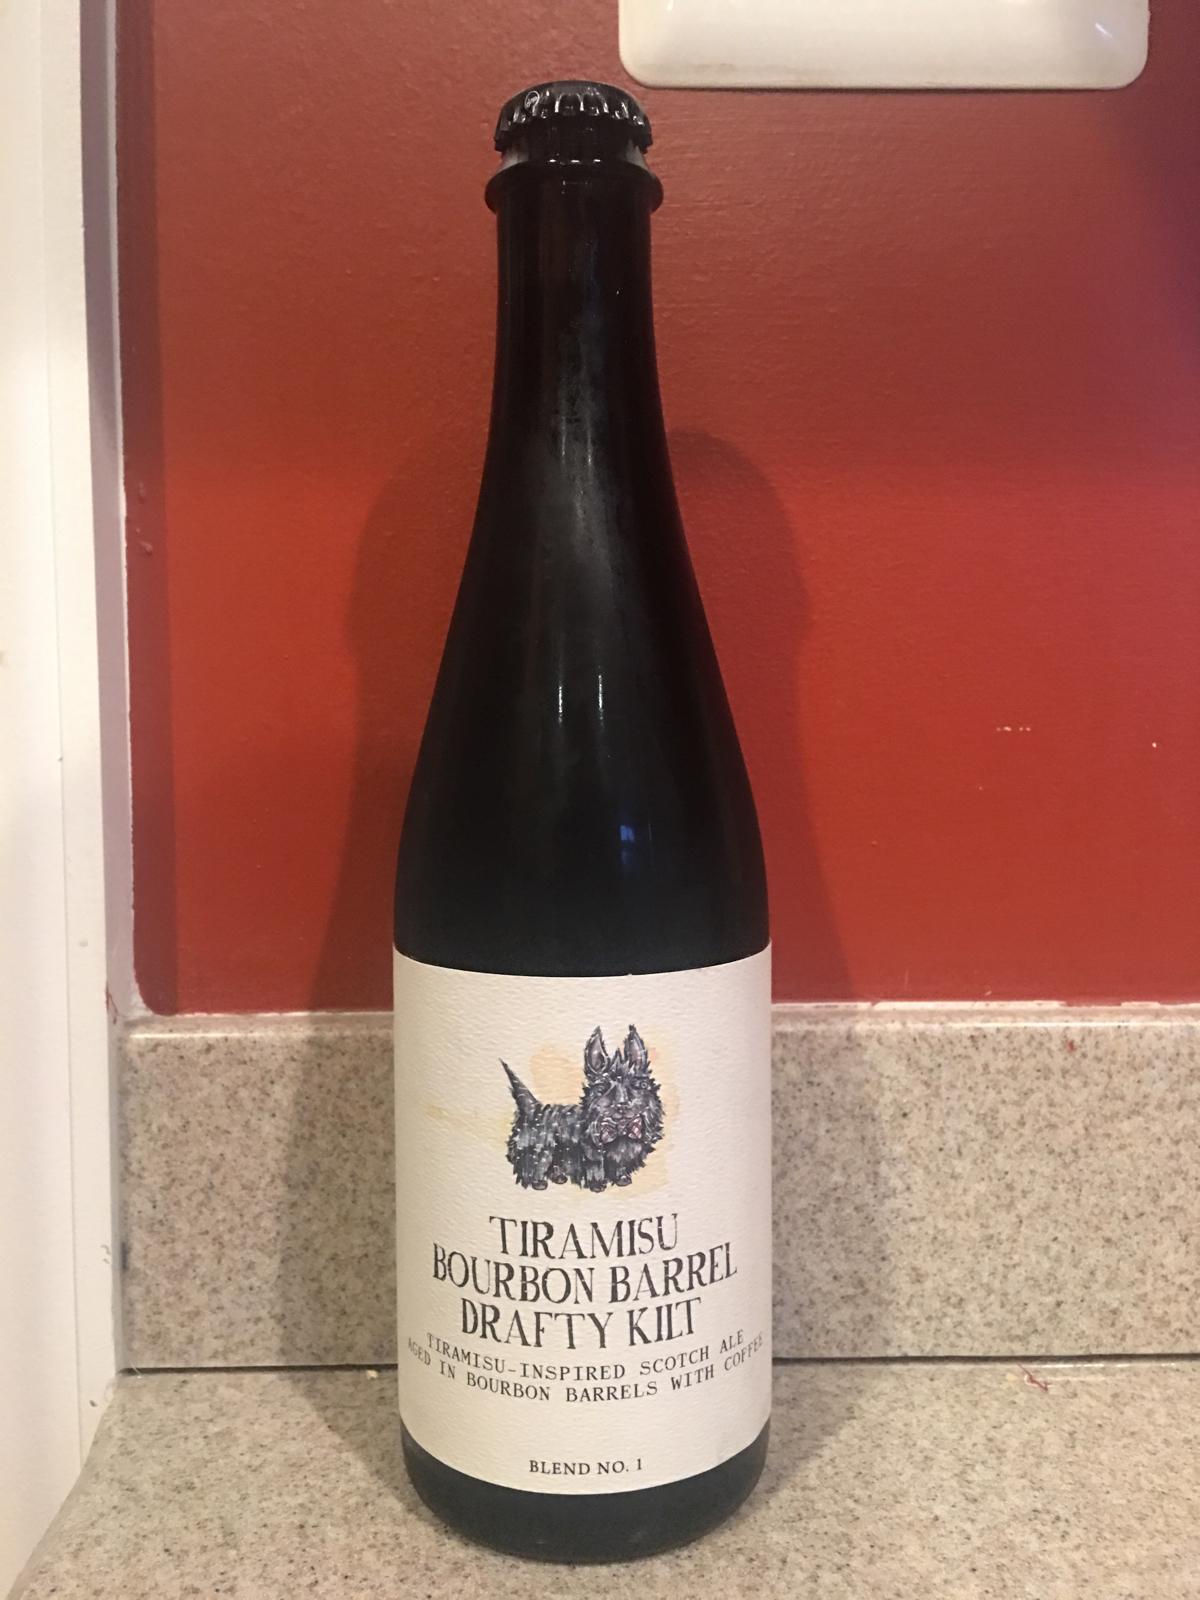 TIRAMISU
BOURBON BARREL
DRAFTY KILT
TIRAMISU-INSPIRED SCOTCH ALE
AGED IN BOURBON BARRELS WITH COFFEE
BLEND NO. 1